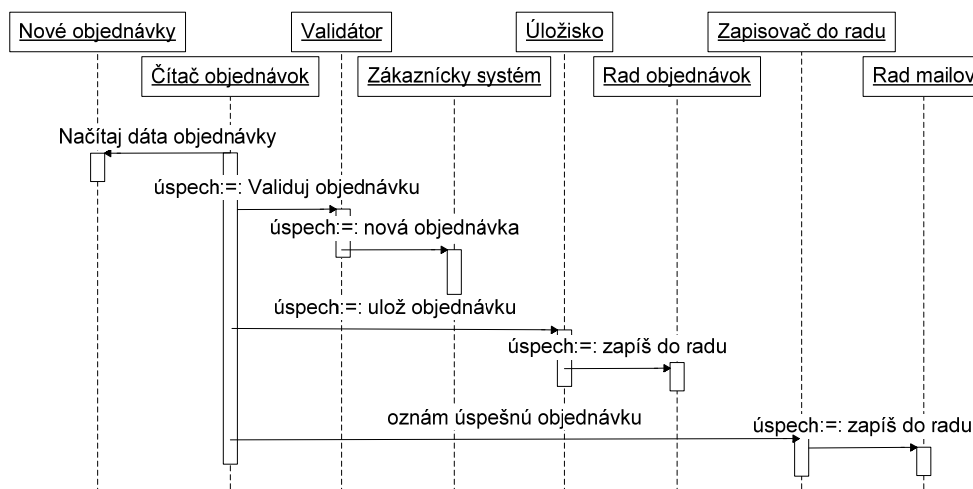 Nové objednávky
Validátor
Úložisko
Zapisovač do radu
Čítač objednávok
Zákaznícky systém
Rad objednávok
Rad mailov
Načítaj dáta objednávky
úspech:=: Validuj objednávku
úspech:=: nová objednávka
úspech:=: ulož objednávku
úspech:=: zapíš do radu
oznám úspešnú objednávku
úspech:=: zapíš do radu